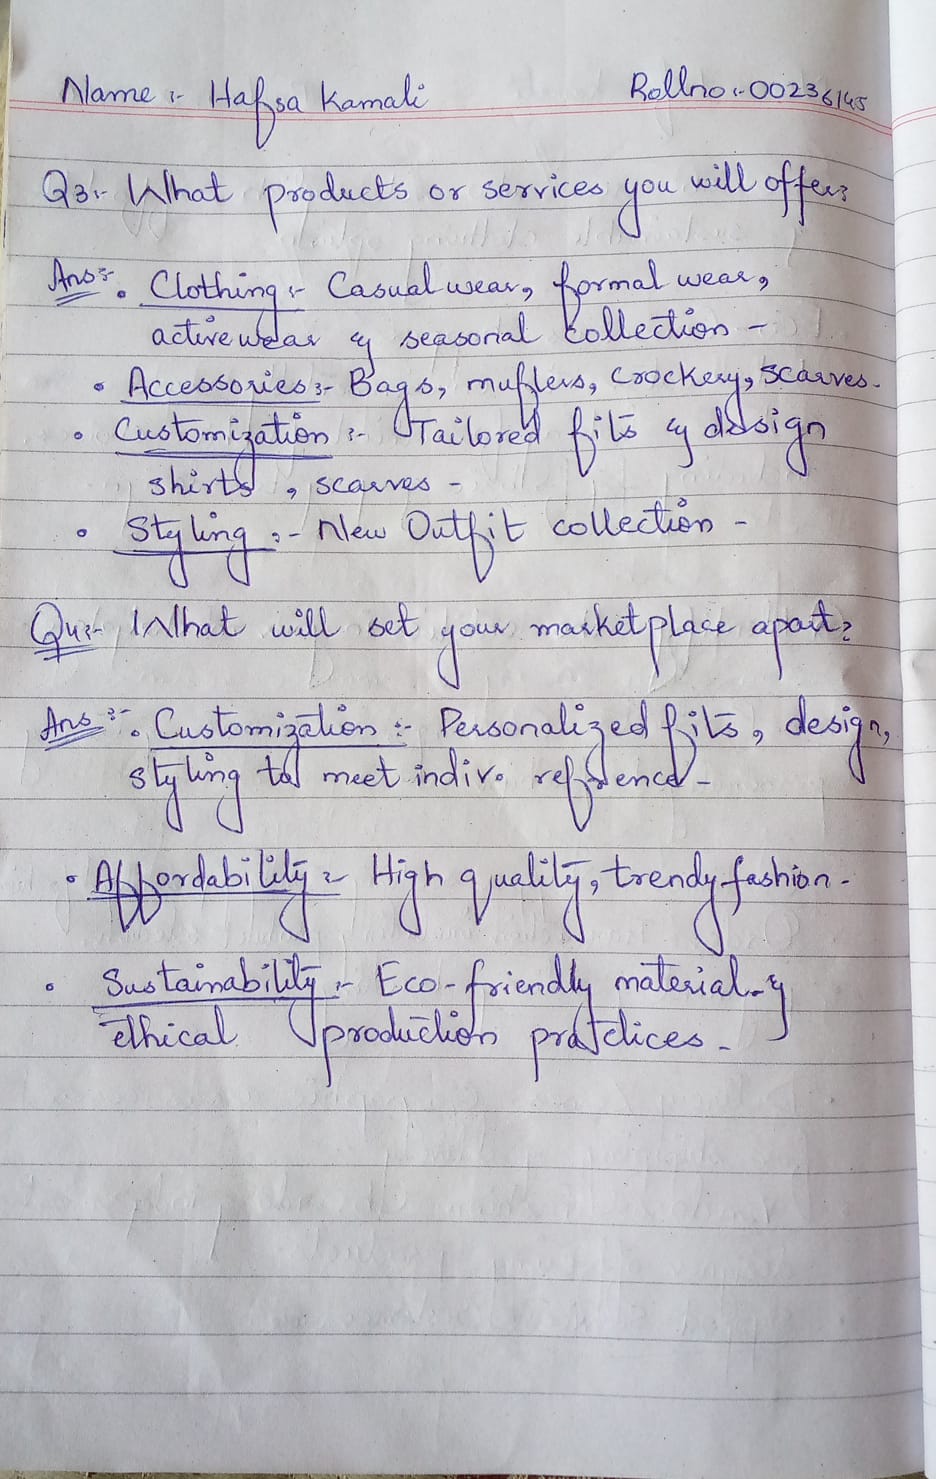 Name :- Hafsa Kamali Rollno :- 00236145
Q3:- What products or services you will offer?
Ans:- • Clothing :- Casual wear, formal wear,
active wear & seasonal collection -
• Accessories :- Bags, muflers, crockery, scarves.
• Customization :- Tailored fits & design
shirts, scarves -
• Styling :- New Outfit collection -
Q4:- What will set your marketplace apart?
Ans :- • Customization :- Personalized fits, design,
styling to meet indiv. refrence -
• Affordability :- High quality, trendy fashion -
• Sustainability :- Eco-friendly material &
ethical production practices -